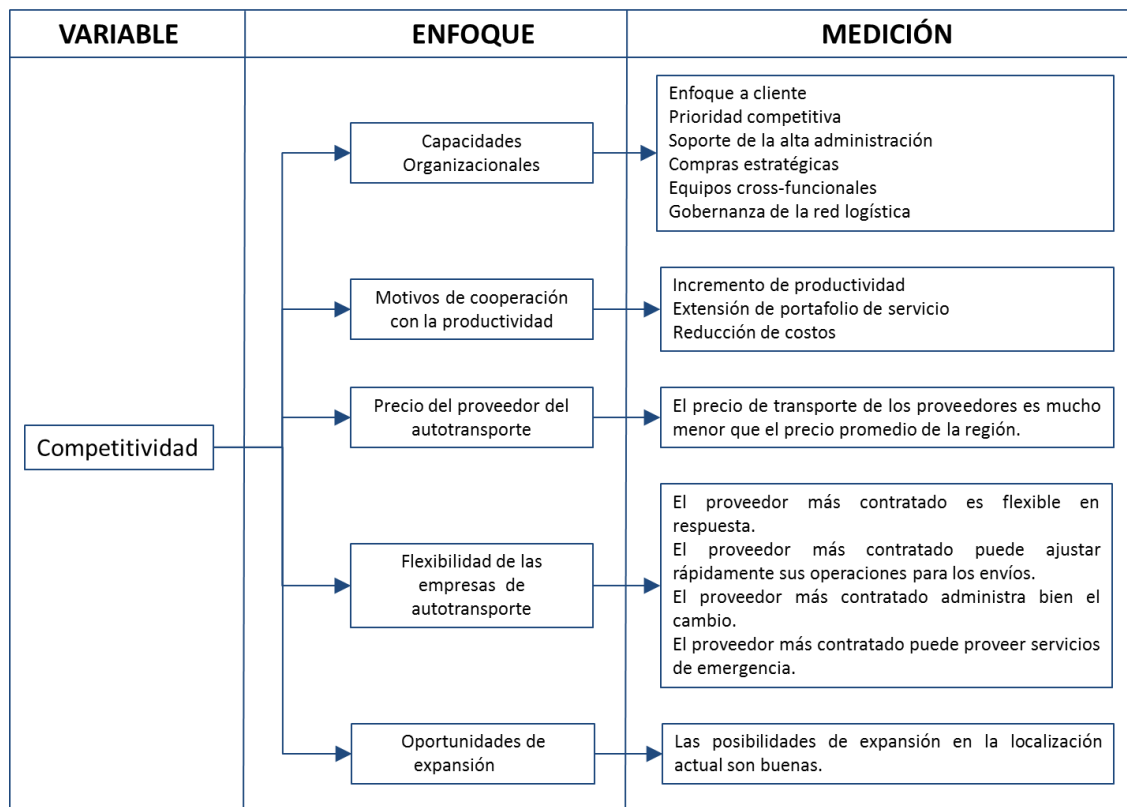 VARIABLE
ENFOQUE
MEDICIÓN
Competitividad
Capacidades
Organizacionales
Enfoque a cliente
Prioridad competitiva
Soporte de la alta administración
Compras estratégicas
Equipos cross-funcionales
Gobernanza de la red logística
Motivos de cooperación
con la productividad
Incremento de productividad
Extensión de portafolio de servicio
Reducción de costos
Precio del proveedor del
autotransporte
El precio de transporte de los proveedores es mucho
menor que el precio promedio de la región.
Flexibilidad de las
empresas de
autotransporte
El proveedor más contratado es flexible en
respuesta.
El proveedor más contratado puede ajustar
rápidamente sus operaciones para los envíos.
El proveedor más contratado administra bien el
cambio.
El proveedor más contratado puede proveer servicios
de emergencia.
Oportunidades de
expansión
Las posibilidades de expansión en la localización
actual son buenas.